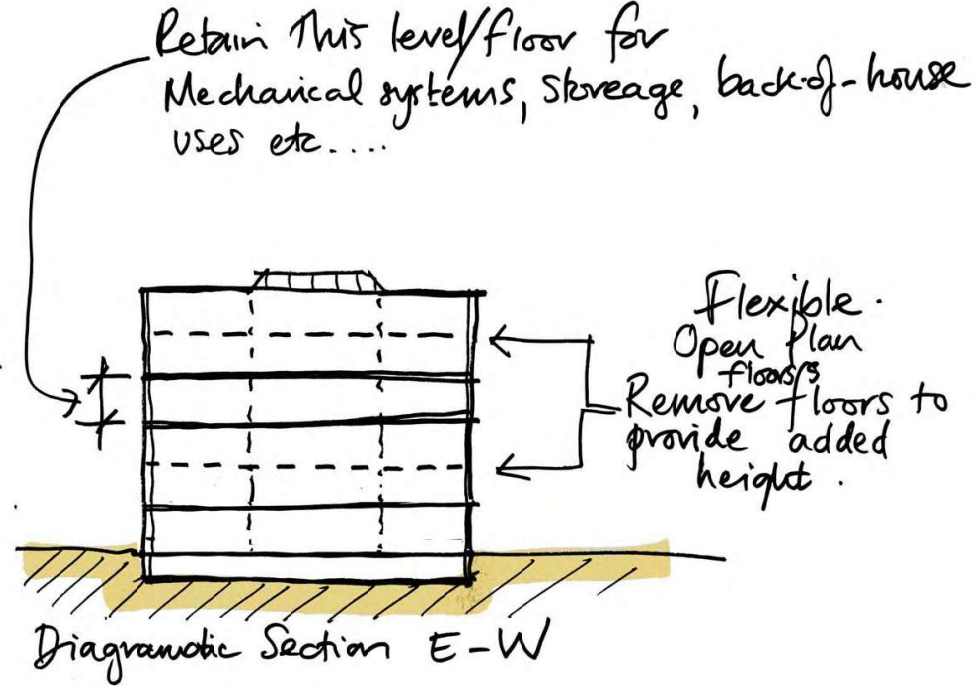 Retain This level/floor for
Mechanical systems, storeage, back-of-house
uses etc....
Flexible.
Open Plan
floors
Remove floors to
provide added
height.
Diagramatic Section E-W